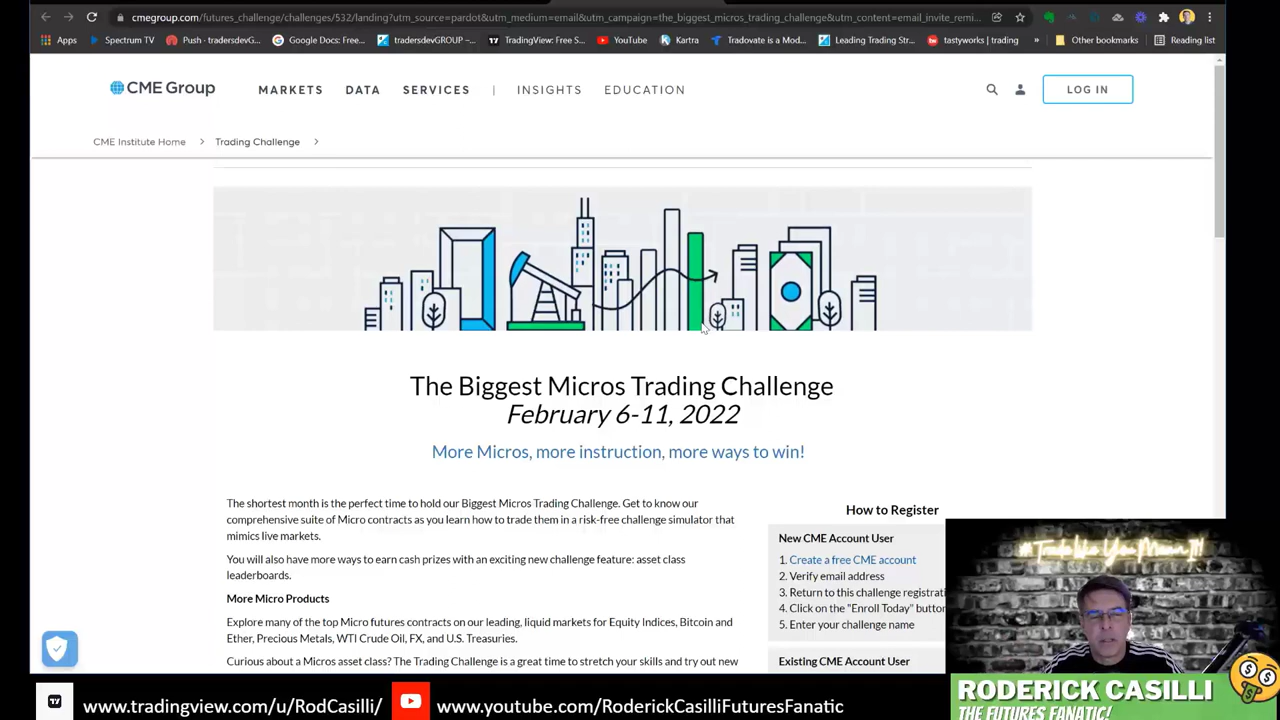 cmegroup.com/futures_challenge/challenges/532/landing?utm_source=pardot&utm_medium=email&utm_campaign=the_biggest_micros_trading_challenge&utm_content=email_invite_remi...
Apps Spectrum TV Push · tradersdevG... Google Docs: Free... tradersdevGROUP –... TradingView: Free S... YouTube Kartra Tradovate is a Mod... Leading Trading Str... tastyworks | trading » Other bookmarks Reading list
CME Group MARKETS DATA SERVICES | INSIGHTS EDUCATION LOG IN
CME Institute Home > Trading Challenge >
The Biggest Micros Trading Challenge
February 6-11, 2022
More Micros, more instruction, more ways to win!
The shortest month is the perfect time to hold our Biggest Micros Trading Challenge. Get to know our
comprehensive suite of Micro contracts as you learn how to trade them in a risk-free challenge simulator that
mimics live markets.
You will also have more ways to earn cash prizes with an exciting new challenge feature: asset class
leaderboards.
More Micro Products
Explore many of the top Micro futures contracts on our leading, liquid markets for Equity Indices, Bitcoin and
Ether, Precious Metals, WTI Crude Oil, FX, and U.S. Treasuries.
Curious about a Micros asset class? The Trading Challenge is a great time to stretch your skills and try out new
How to Register
New CME Account User
1. Create a free CME account
2. Verify email address
3. Return to this challenge registrati
4. Click on the "Enroll Today" button
5. Enter your challenge name
Existing CME Account User
#Trade Like You Mean It!
RODERICK CASILLI
THE FUTURES FANATIC!
www.tradingview.com/u/RodCasilli/ www.youtube.com/RoderickCasilliFuturesFanatic